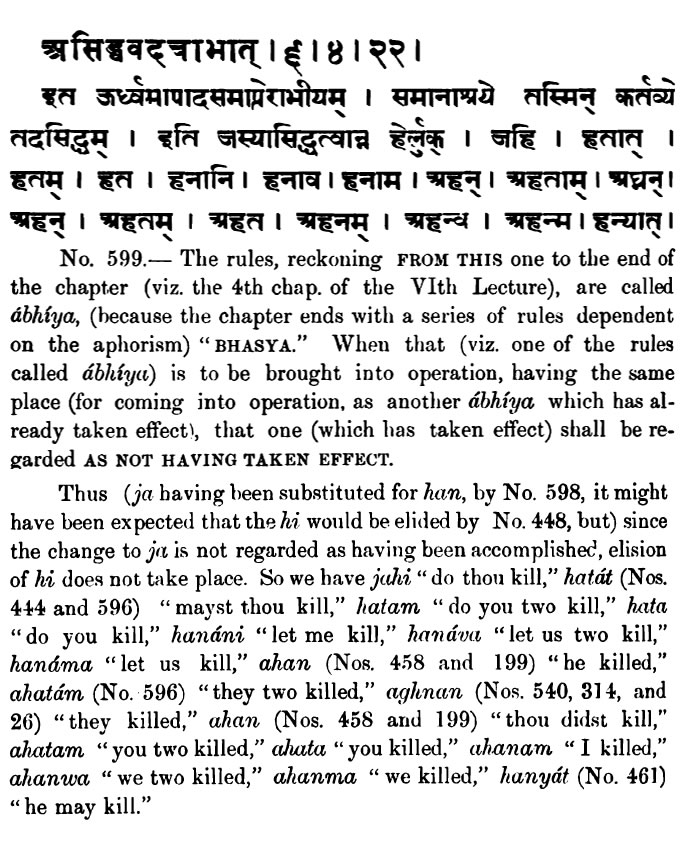 असिद्धवदत्राभात् । ६ । ४ । २२ ।
इत ऊर्ध्वमापादसमाप्तेराभीयम् । समानाश्रये तस्मिन् कर्तव्ये
तदसिद्धम् । इति जस्यासिद्धत्वान्न हेर्लुक् । जहि । हतात् ।
हतम् । हत । हनानि । हनाव । हनाम । अहन् । अहताम् । अघ्नन् ।
अहन् । अहतम् । अहत । अहनम् । अहन्व । अहन्म । हन्यात् ।
No. 599.— The rules, reckoning FROM THIS one to the end of
the chapter (viz. the 4th chap. of the VIth Lecture), are called
ábhíya, (because the chapter ends with a series of rules dependent
on the aphorism) “BHASYA.” When that (viz. one of the rules
called ábhíya) is to be brought into operation, having the same
place (for coming into operation, as another ábhíya which has al-
ready taken effect), that one (which has taken effect) shall be re-
garded AS NOT HAVING TAKEN EFFECT.
Thus (ja having been substituted for han, by No. 598, it might
have been expected that the hi would be elided by No. 448, but) since
the change to ja is not regarded as having been accomplished, elision
of hi does not take place. So we have jahi “do thou kill,” hatát (Nos.
444 and 596) “mayst thou kill,” hatam “do you two kill,” hata
“do you kill,” hanáni “let me kill,” hanáva “let us two kill,”
hanáma “let us kill,” ahan (Nos. 458 and 199) “he killed,”
ahatám (No. 596) “they two killed,” aghnan (Nos. 540, 314, and
26) “they killed,” ahan (Nos. 458 and 199) “thou didst kill,”
ahatam “you two killed,” ahata “you killed,” ahanam “I killed,”
ahanwa “we two killed,” ahanma “we killed,” hanyát (No. 461)
“he may kill.”